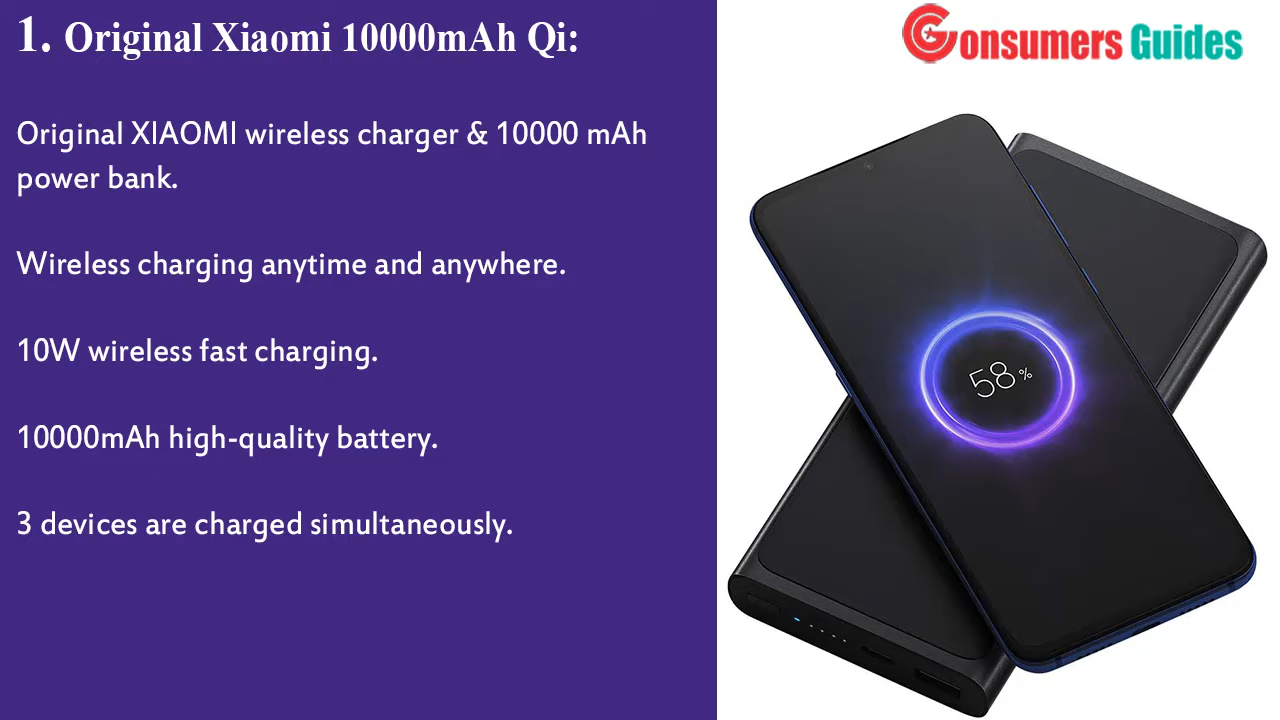 1. Original Xiaomi 10000mAh Qi:
Consumers Guides
Original XIAOMI wireless charger & 10000 mAh
power bank.
Wireless charging anytime and anywhere.
10W wireless fast charging.
10000mAh high-quality battery.
3 devices are charged simultaneously.
58%